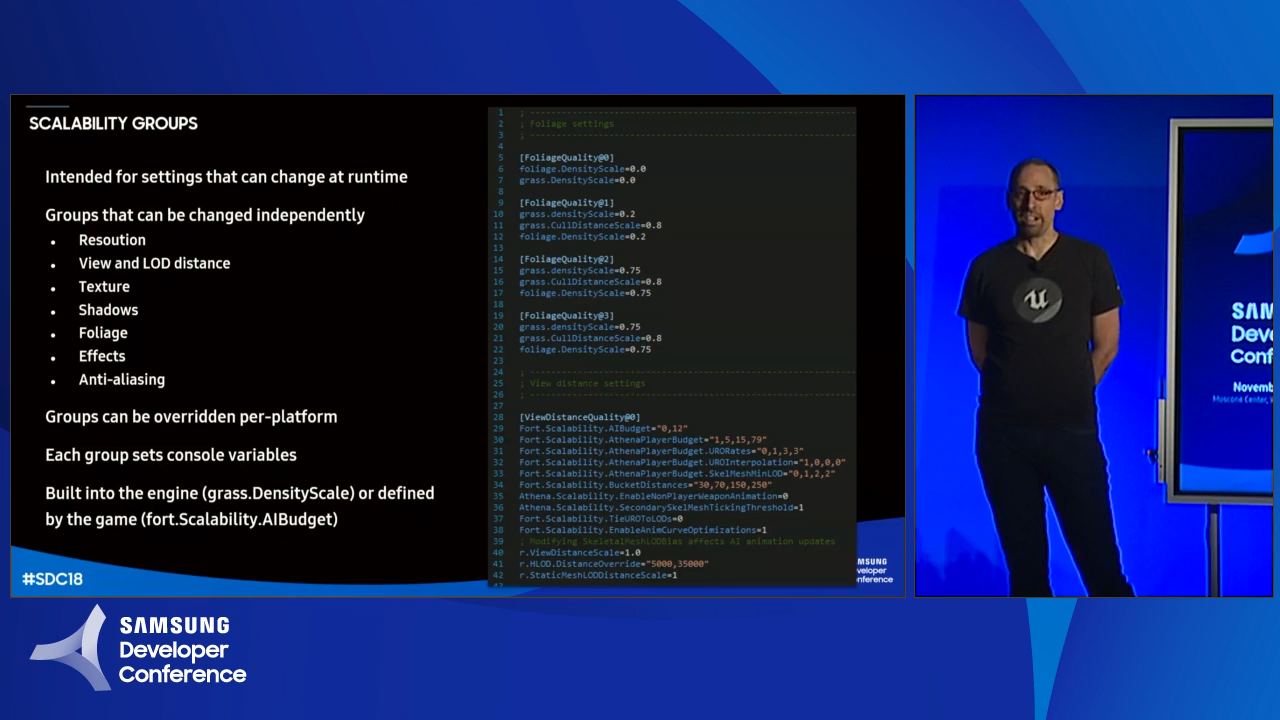 SCALABILITY GROUPS
Intended for settings that can change at runtime
Groups that can be changed independently
• Resoution
• View and LOD distance
• Texture
• Shadows
• Foliage
• Effects
• Anti-aliasing
Groups can be overridden per-platform
Each group sets console variables
Built into the engine (grass.DensityScale) or defined
by the game (fort.Scalability.AIBudget)
#SDC18
1 ; ------------------------------------------------
2 ; Foliage settings
3 ; ------------------------------------------------
4
5 [FoliageQuality@0]
6 foliage.DensityScale=0.0
7 grass.DensityScale=0.0
8
9 [FoliageQuality@1]
10 grass.densityScale=0.2
11 grass.CullDistanceScale=0.8
12 foliage.DensityScale=0.2
13
14 [FoliageQuality@2]
15 grass.densityScale=0.75
16 grass.CullDistanceScale=0.8
17 foliage.DensityScale=0.75
18
19 [FoliageQuality@3]
20 grass.densityScale=0.75
21 grass.CullDistanceScale=0.8
22 foliage.DensityScale=0.75
23
24 ; ------------------------------------------------
25 ; View distance settings
26 ; ------------------------------------------------
27
28 [ViewDistanceQuality@0]
29 Fort.Scalability.AIBudget="0,12"
30 Fort.Scalability.AthenaPlayerBudget="1,5,15,79"
31 Fort.Scalability.AthenaPlayerBudget.URORates="0,1,3,3"
32 Fort.Scalability.AthenaPlayerBudget.UROInterpolation="1,0,0,0"
33 Fort.Scalability.AthenaPlayerBudget.SkelMeshMinLOD="0,1,2,2"
34 Fort.Scalability.BucketDistances="30,70,150,250"
35 Athena.Scalability.EnableNonPlayerWeaponAnimation=0
36 Athena.Scalability.SecondarySkelMeshTickingThreshold=1
37 Fort.Scalability.TieUROToLODs=0
38 Fort.Scalability.EnableAnimCurveOptimizations=1
39 ; Modifying SkeletalMeshLODBias affects AI animation updates
40 r.ViewDistanceScale=1.0
41 r.HLOD.DistanceOverride="5000,35000"
42 r.StaticMeshLODDistanceScale=1
MSUNG
veloper
nference
SAM
Deve
Conf
Novemb
Moscone Center,
SAMSUNG
Developer
Conference